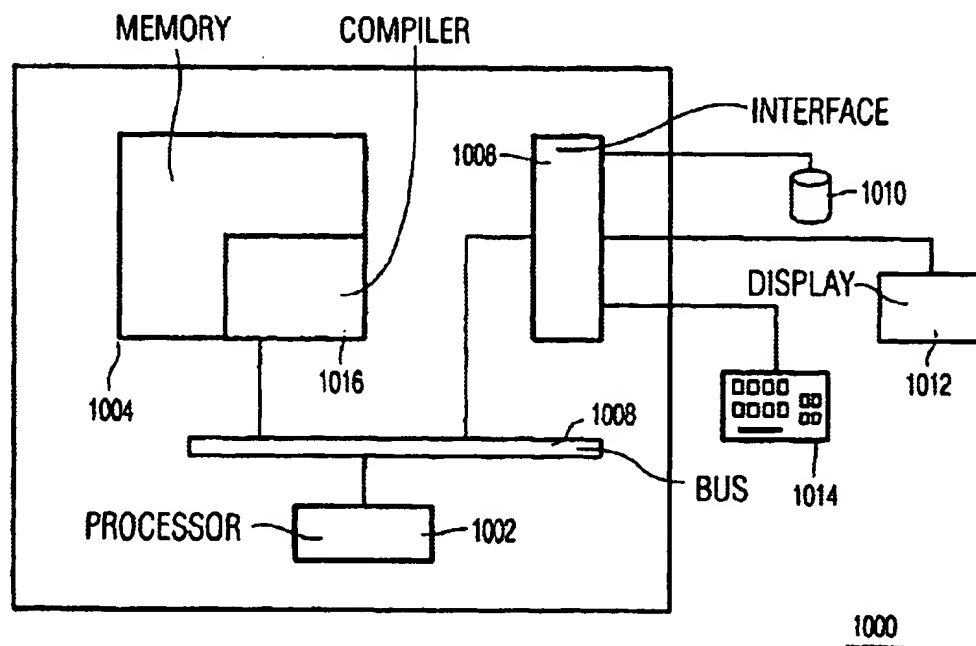 MEMORY
COMPILER
INTERFACE
1008
1010
DISPLAY
1012
1004
1016
1008
BUS
1014
PROCESSOR
1002
1000